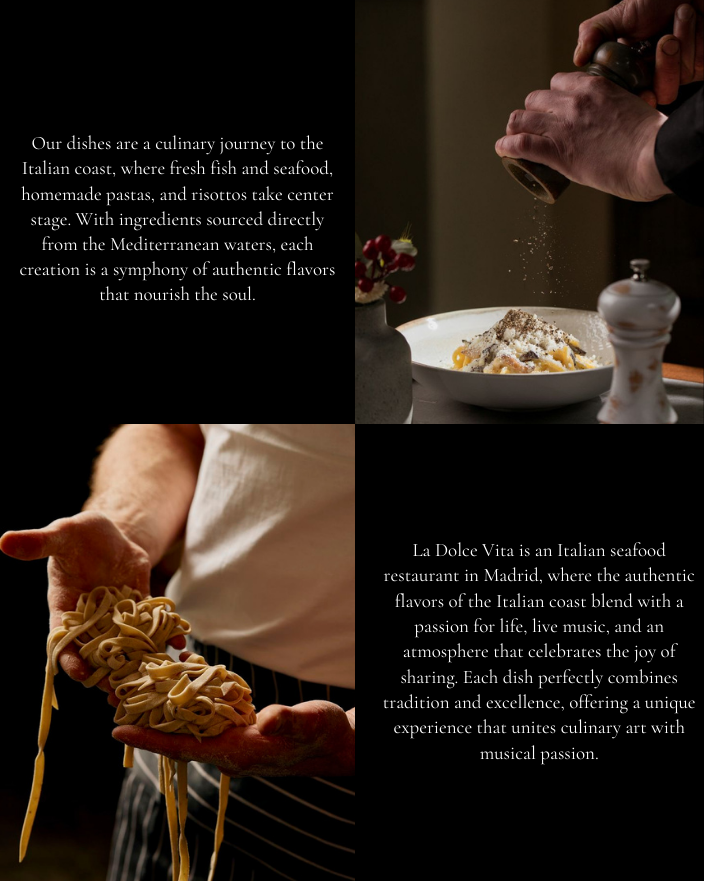 Our dishes are a culinary journey to the
Italian coast, where fresh fish and seafood,
homemade pastas, and risottos take center
stage. With ingredients sourced directly
from the Mediterranean waters, each
creation is a symphony of authentic flavors
that nourish the soul.
La Dolce Vita is an Italian seafood
restaurant in Madrid, where the authentic
flavors of the Italian coast blend with a
passion for life, live music, and an
atmosphere that celebrates the joy of
sharing. Each dish perfectly combines
tradition and excellence, offering a unique
experience that unites culinary art with
musical passion.